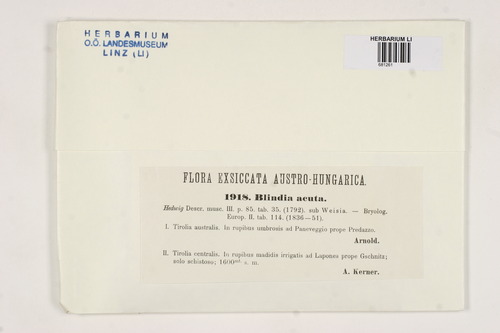 HERBARIUM
O.Ö. LANDESMUSEUM
LINZ (LI)
HERBARIUM LI
681261
FLORA EXSICCATA AUSTRO-HUNGARICA.
1918. Blindia acuta.
Hedwig Descr. musc. III. p. 85. tab. 35. (1792). sub Weisia. — Bryolog.
Europ. II. tab. 114. (1836—51).
I. Tirolia australis. In rupibus umbrosis ad Paneveggio prope Predazzo.
Arnold.
II. Tirolia centralis. In rupibus madidis irrigatis ad Lapones prope Gschnitz;
solo schistoso; 1600 s. m.
A. Kerner.